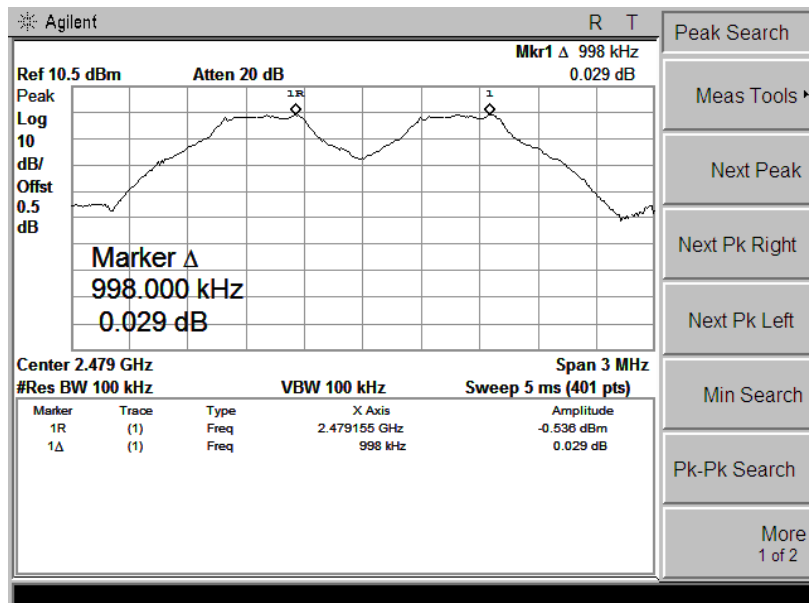 Agilent R T
Mkr1 Δ 998 kHz
Ref 10.5 dBm Atten 20 dB 0.029 dB
Peak
Log
10
dB/
Offst
0.5
dB
1R 1
Marker Δ
998.000 kHz
0.029 dB
Center 2.479 GHz Span 3 MHz
#Res BW 100 kHz VBW 100 kHz Sweep 5 ms (401 pts)
Marker Trace Type X Axis Amplitude
1R (1) Freq 2.479155 GHz -0.536 dBm
1Δ (1) Freq 998 kHz 0.029 dB
Peak Search
Meas Tools
Next Peak
Next Pk Right
Next Pk Left
Min Search
Pk-Pk Search
More
1 of 2